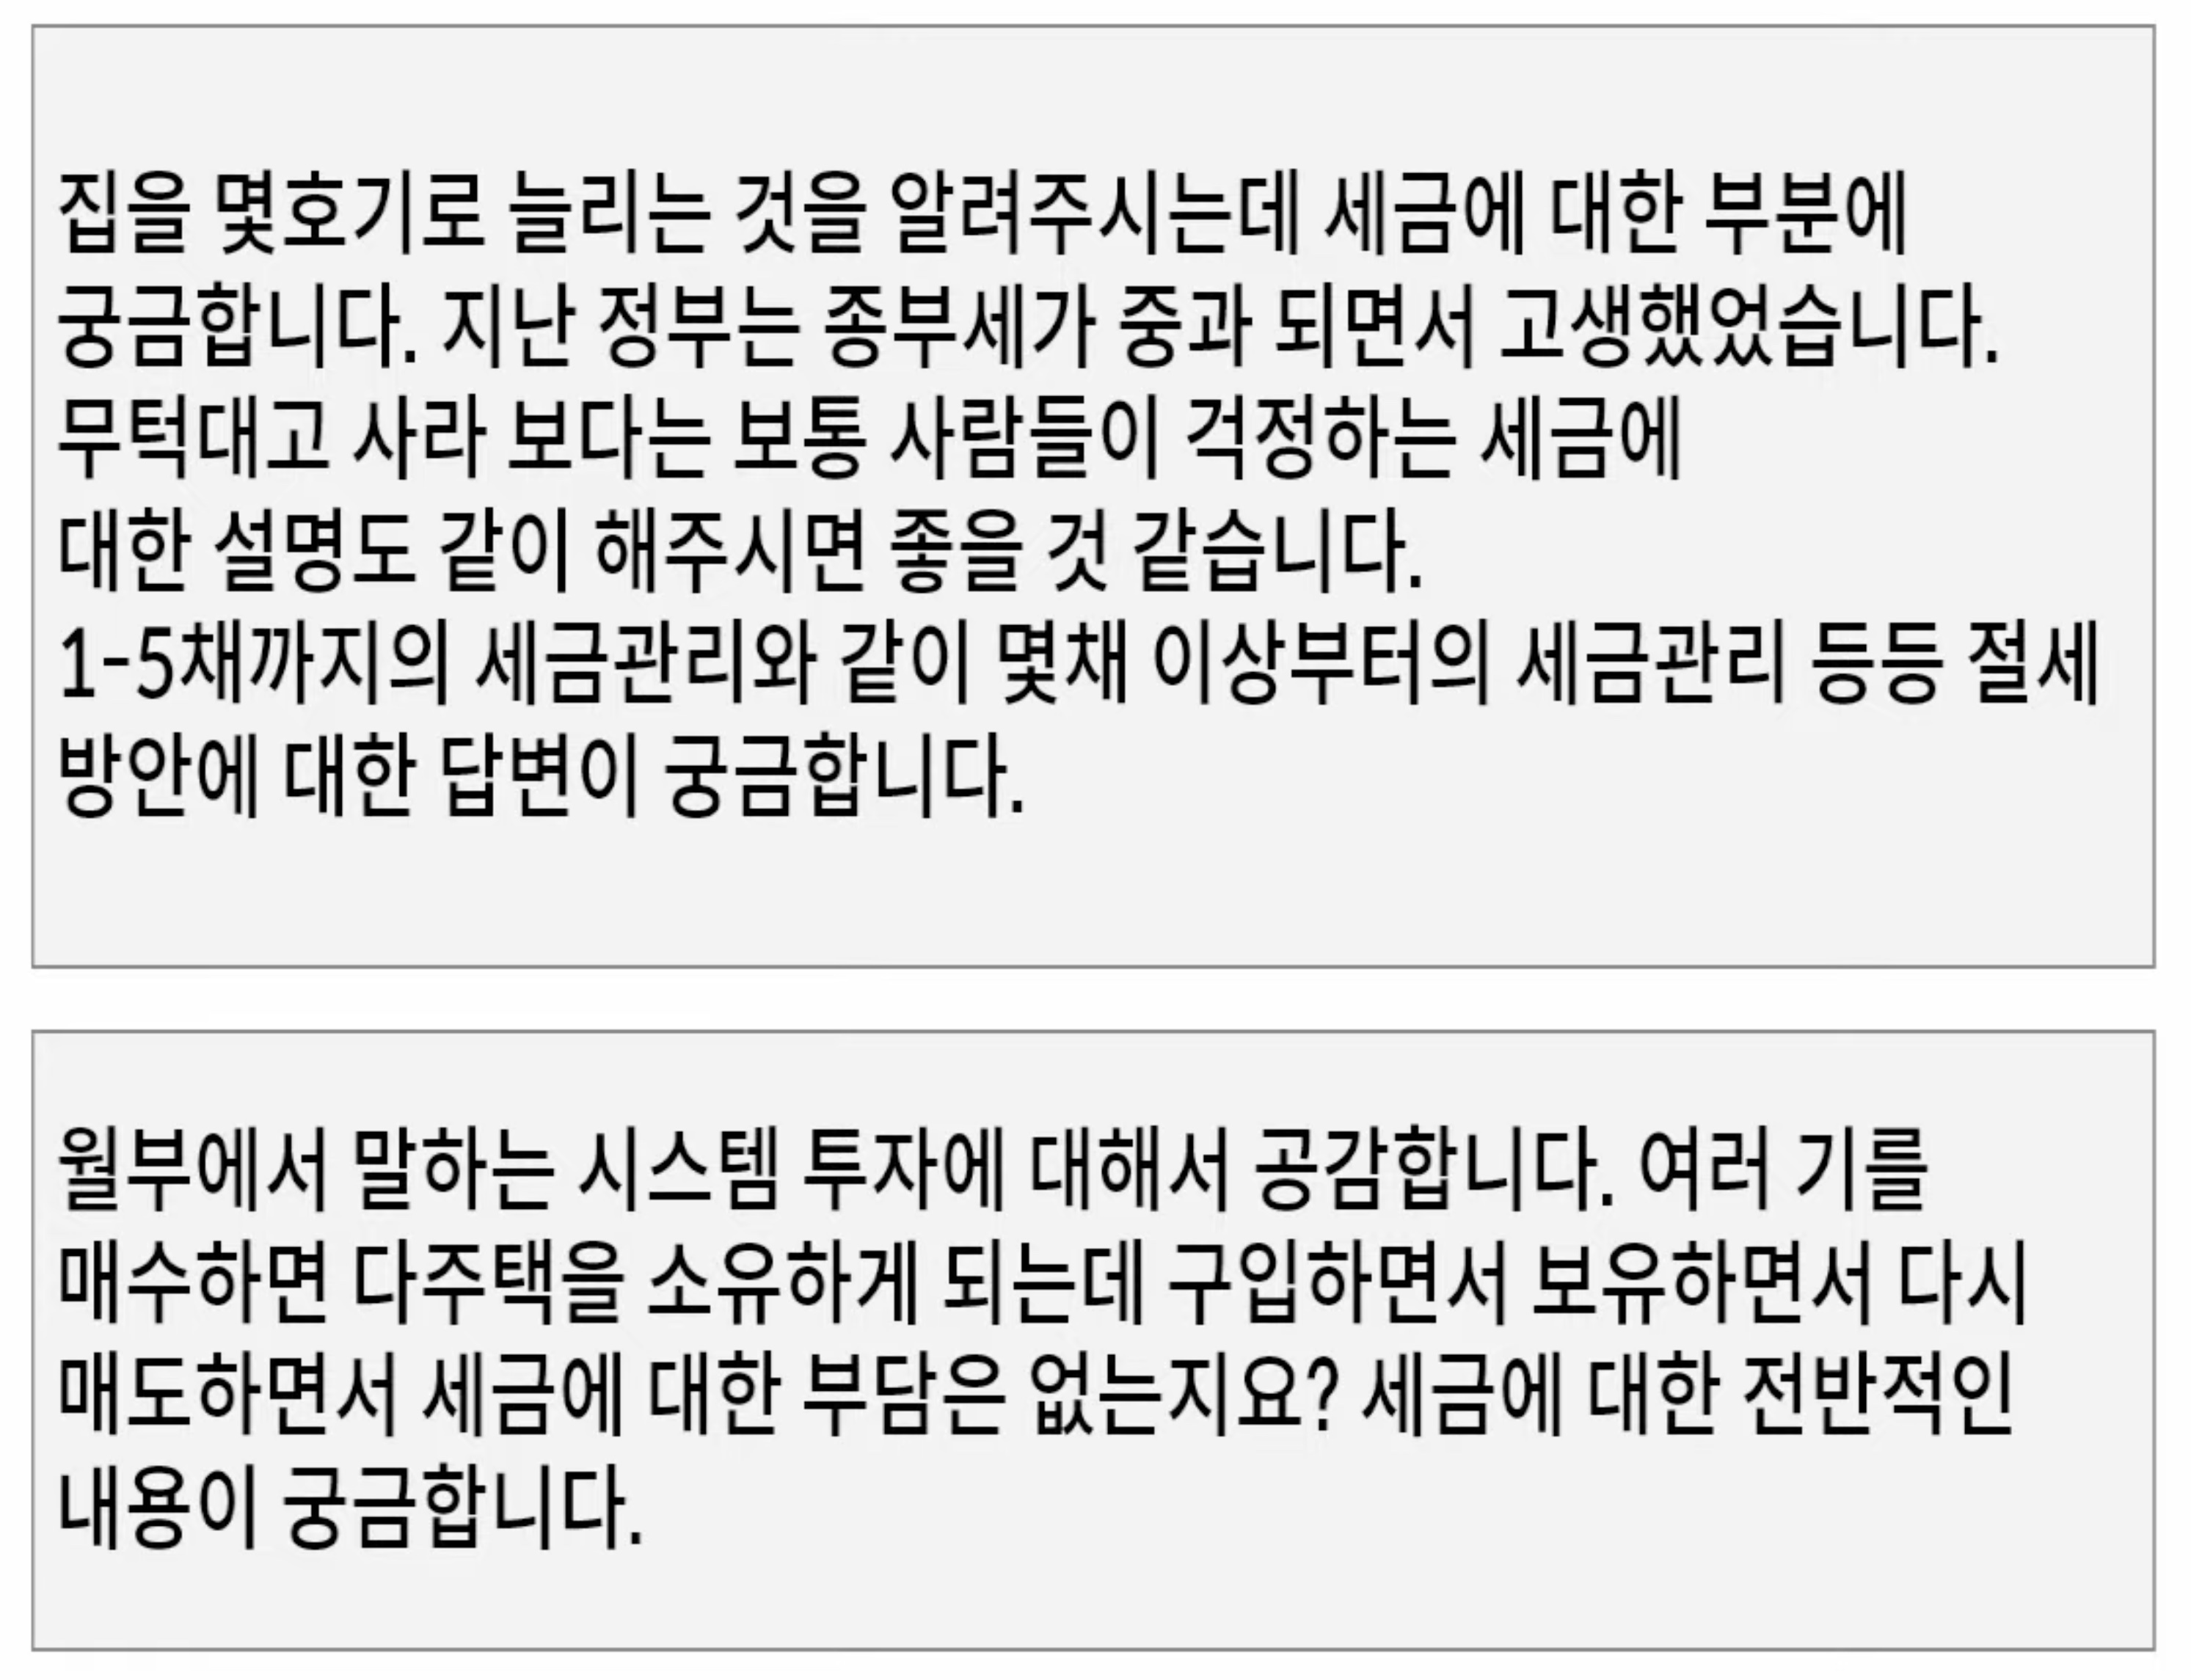 집을 몇호기로 늘리는 것을 알려주시는데 세금에 대한 부분에
궁금합니다. 지난 정부는 종부세가 중과 되면서 고생했었습니다.
무턱대고 사라 보다는 보통 사람들이 걱정하는 세금에
대한 설명도 같이 해주시면 좋을 것 같습니다.
1-5채까지의 세금관리와 같이 몇채 이상부터의 세금관리 등등 절세
방안에 대한 답변이 궁금합니다.
월부에서 말하는 시스템 투자에 대해서 공감합니다. 여러 기를
매수하면 다주택을 소유하게 되는데 구입하면서 보유하면서 다시
매도하면서 세금에 대한 부담은 없는지요? 세금에 대한 전반적인
내용이 궁금합니다.